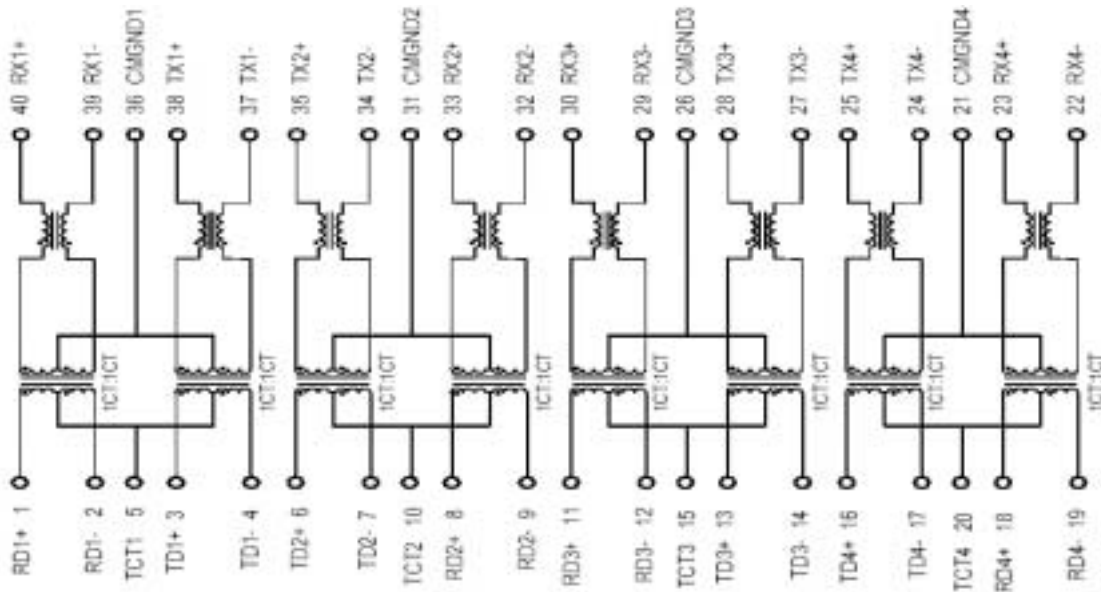 40 RX1+
39 RX1-
36 CMGND1
38 TX1+
37 TX1-
35 TX2+
34 TX2-
31 CMGND2
33 RX2+
32 RX2-
30 RX3+
29 RX3-
26 CMGND3
28 TX3+
27 TX3-
25 TX4+
24 TX4-
21 CMGND4
23 RX4+
22 RX4-
1CT:1CT
1CT:1CT
1CT:1CT
1CT:1CT
1CT:1CT
1CT:1CT
1CT:1CT
1CT:1CT
RD1+ 1
RD1- 2
TCT1 5
TD1+ 3
TD1- 4
TD2+ 6
TD2- 7
TCT2 10
RD2+ 8
RD2- 9
RD3+ 11
RD3- 12
TCT3 15
TD3+ 13
TD3- 14
TD4+ 16
TD4- 17
TCT4 20
RD4+ 18
RD4- 19